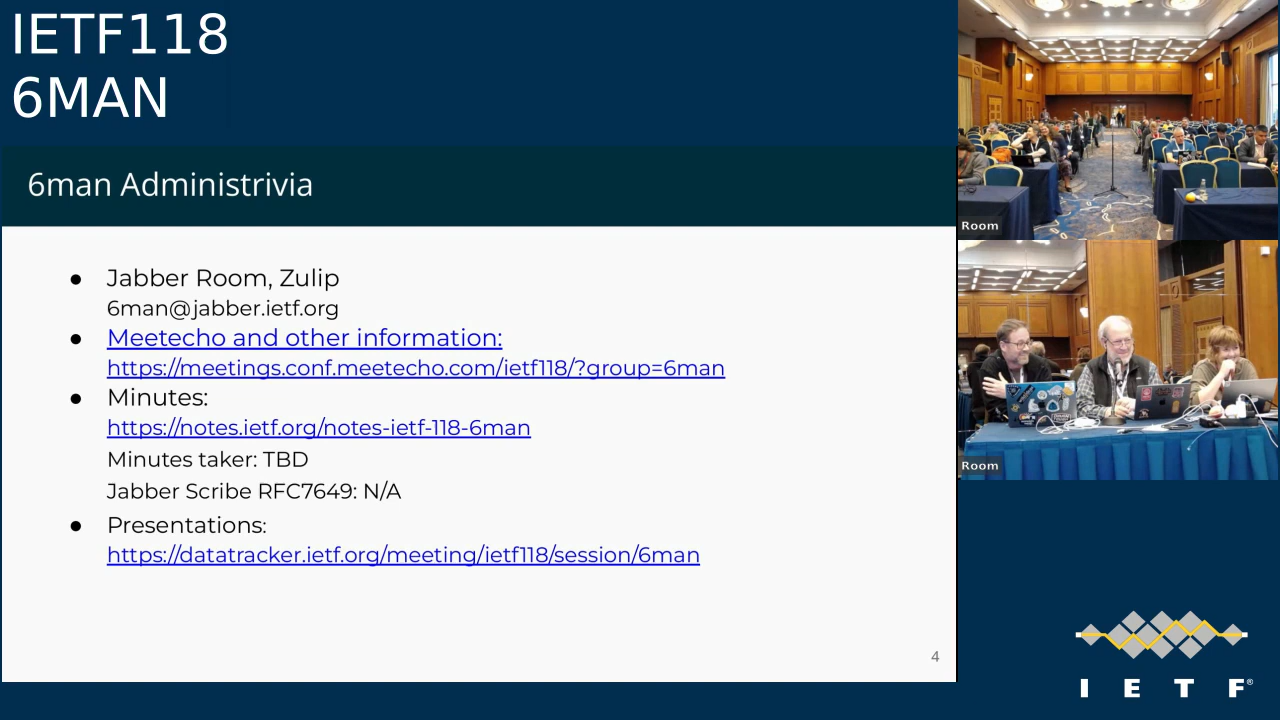 IETF118
6MAN
6man Administrivia
● Jabber Room, Zulip
6man@jabber.ietf.org
● Meetecho and other information:
https://meetings.conf.meetecho.com/ietf118/?group=6man
● Minutes:
https://notes.ietf.org/notes-ietf-118-6man
Minutes taker: TBD
Jabber Scribe RFC7649: N/A
● Presentations:
https://datatracker.ietf.org/meeting/ietf118/session/6man
4
Room
Room
I E T F®